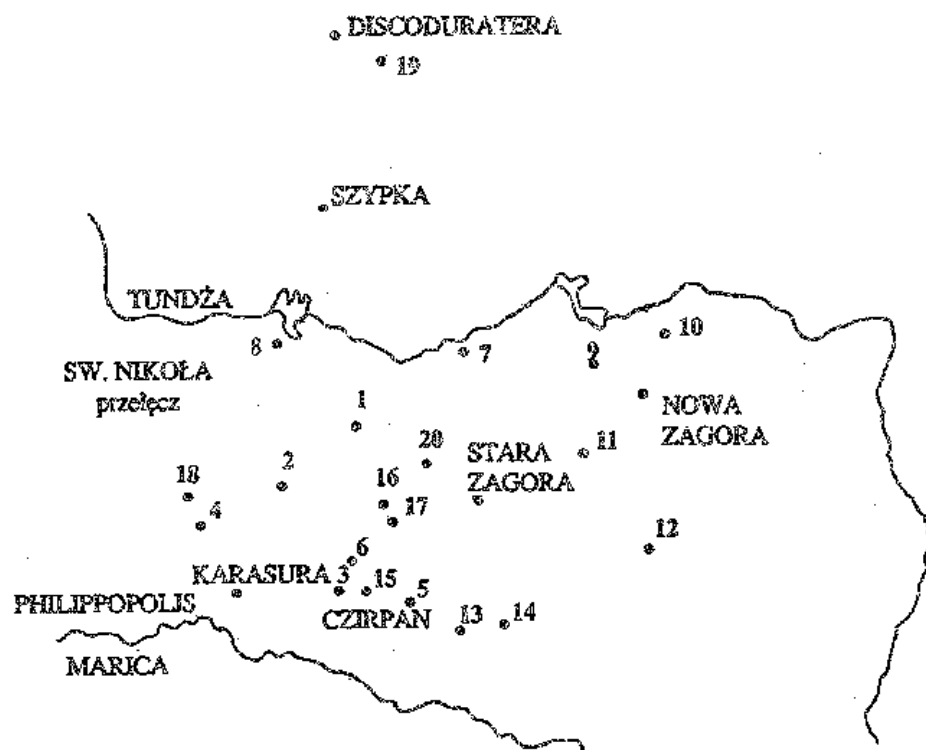 DISCODURATERA
19
SZYPKA
TUNDŻA
8
7
9
10
SW. NIKOŁA
przełęcz
1
NOWA
ZAGORA
20
STARA
ZAGORA
11
2
18
16
17
4
12
6
KARASURA
3
15
5
PHILIPPOPOLIS
CZIRPAN
13
14
MARICA